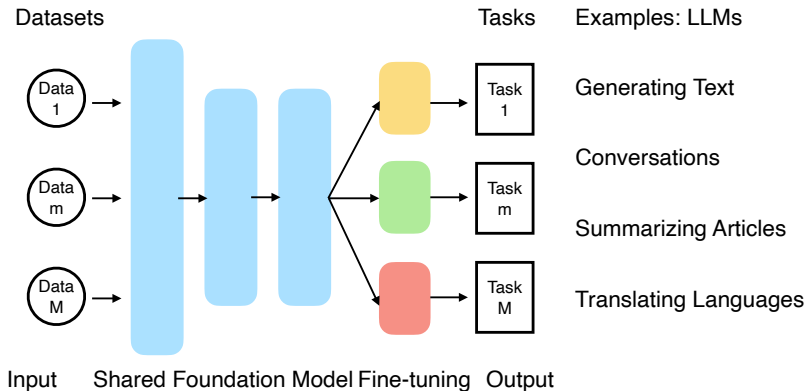 Datasets
Tasks
Examples: LLMs
Data
1
Task
1
Generating Text
Conversations
Data
m
Task
m
Summarizing Articles
Data
M
Task
M
Translating Languages
Input
Shared Foundation Model
Fine-tuning
Output